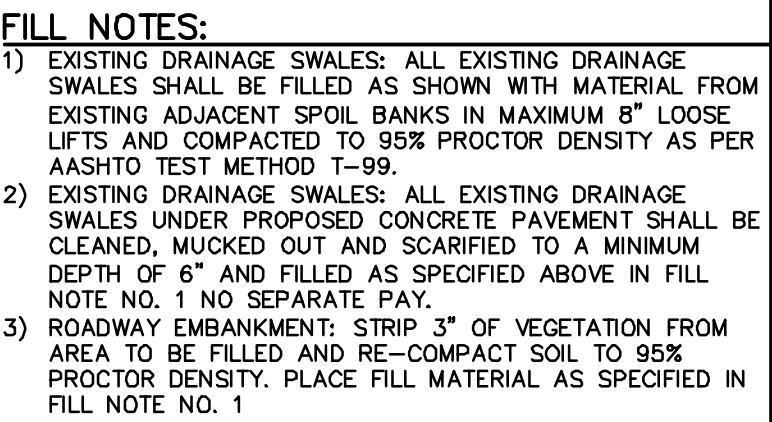 FILL NOTES:
1) EXISTING DRAINAGE SWALES: ALL EXISTING DRAINAGE
SWALES SHALL BE FILLED AS SHOWN WITH MATERIAL FROM
EXISTING ADJACENT SPOIL BANKS IN MAXIMUM 8" LOOSE
LIFTS AND COMPACTED TO 95% PROCTOR DENSITY AS PER
AASHTO TEST METHOD T-99.
2) EXISTING DRAINAGE SWALES: ALL EXISTING DRAINAGE
SWALES UNDER PROPOSED CONCRETE PAVEMENT SHALL BE
CLEANED, MUCKED OUT AND SCARIFIED TO A MINIMUM
DEPTH OF 6" AND FILLED AS SPECIFIED ABOVE IN FILL
NOTE NO. 1 NO SEPARATE PAY.
3) ROADWAY EMBANKMENT: STRIP 3" OF VEGETATION FROM
AREA TO BE FILLED AND RE-COMPACT SOIL TO 95%
PROCTOR DENSITY. PLACE FILL MATERIAL AS SPECIFIED IN
FILL NOTE NO. 1